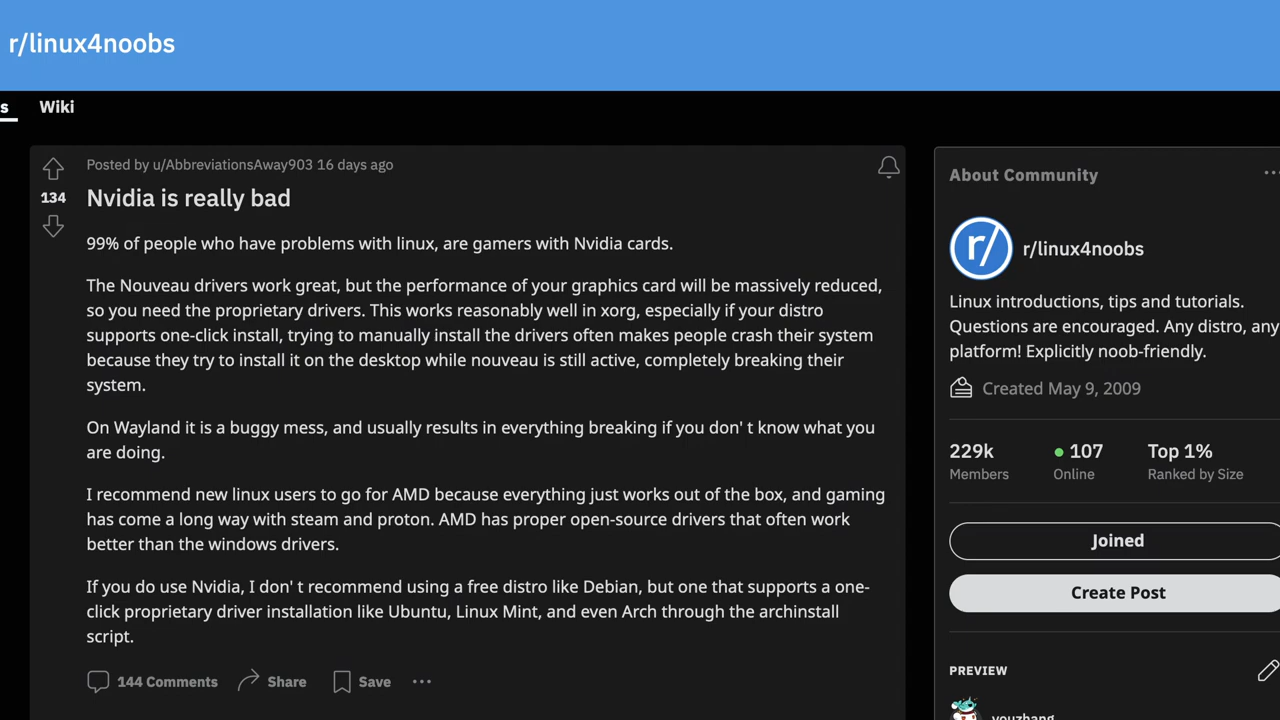 r/linux4noobs
s Wiki
Posted by u/AbbreviationsAway903 16 days ago
134
Nvidia is really bad
99% of people who have problems with linux, are gamers with Nvidia cards.
The Nouveau drivers work great, but the performance of your graphics card will be massively reduced,
so you need the proprietary drivers. This works reasonably well in xorg, especially if your distro
supports one-click install, trying to manually install the drivers often makes people crash their system
because they try to install it on the desktop while nouveau is still active, completely breaking their
system.
On Wayland it is a buggy mess, and usually results in everything breaking if you don' t know what you
are doing.
I recommend new linux users to go for AMD because everything just works out of the box, and gaming
has come a long way with steam and proton. AMD has proper open-source drivers that often work
better than the windows drivers.
If you do use Nvidia, I don' t recommend using a free distro like Debian, but one that supports a one-
click proprietary driver installation like Ubuntu, Linux Mint, and even Arch through the archinstall
script.
144 Comments Share Save
About Community
r/linux4noobs
Linux introductions, tips and tutorials.
Questions are encouraged. Any distro, any
platform! Explicitly noob-friendly.
Created May 9, 2009
229k 107 Top 1%
Members Online Ranked by Size
Joined
Create Post
PREVIEW
youzhang